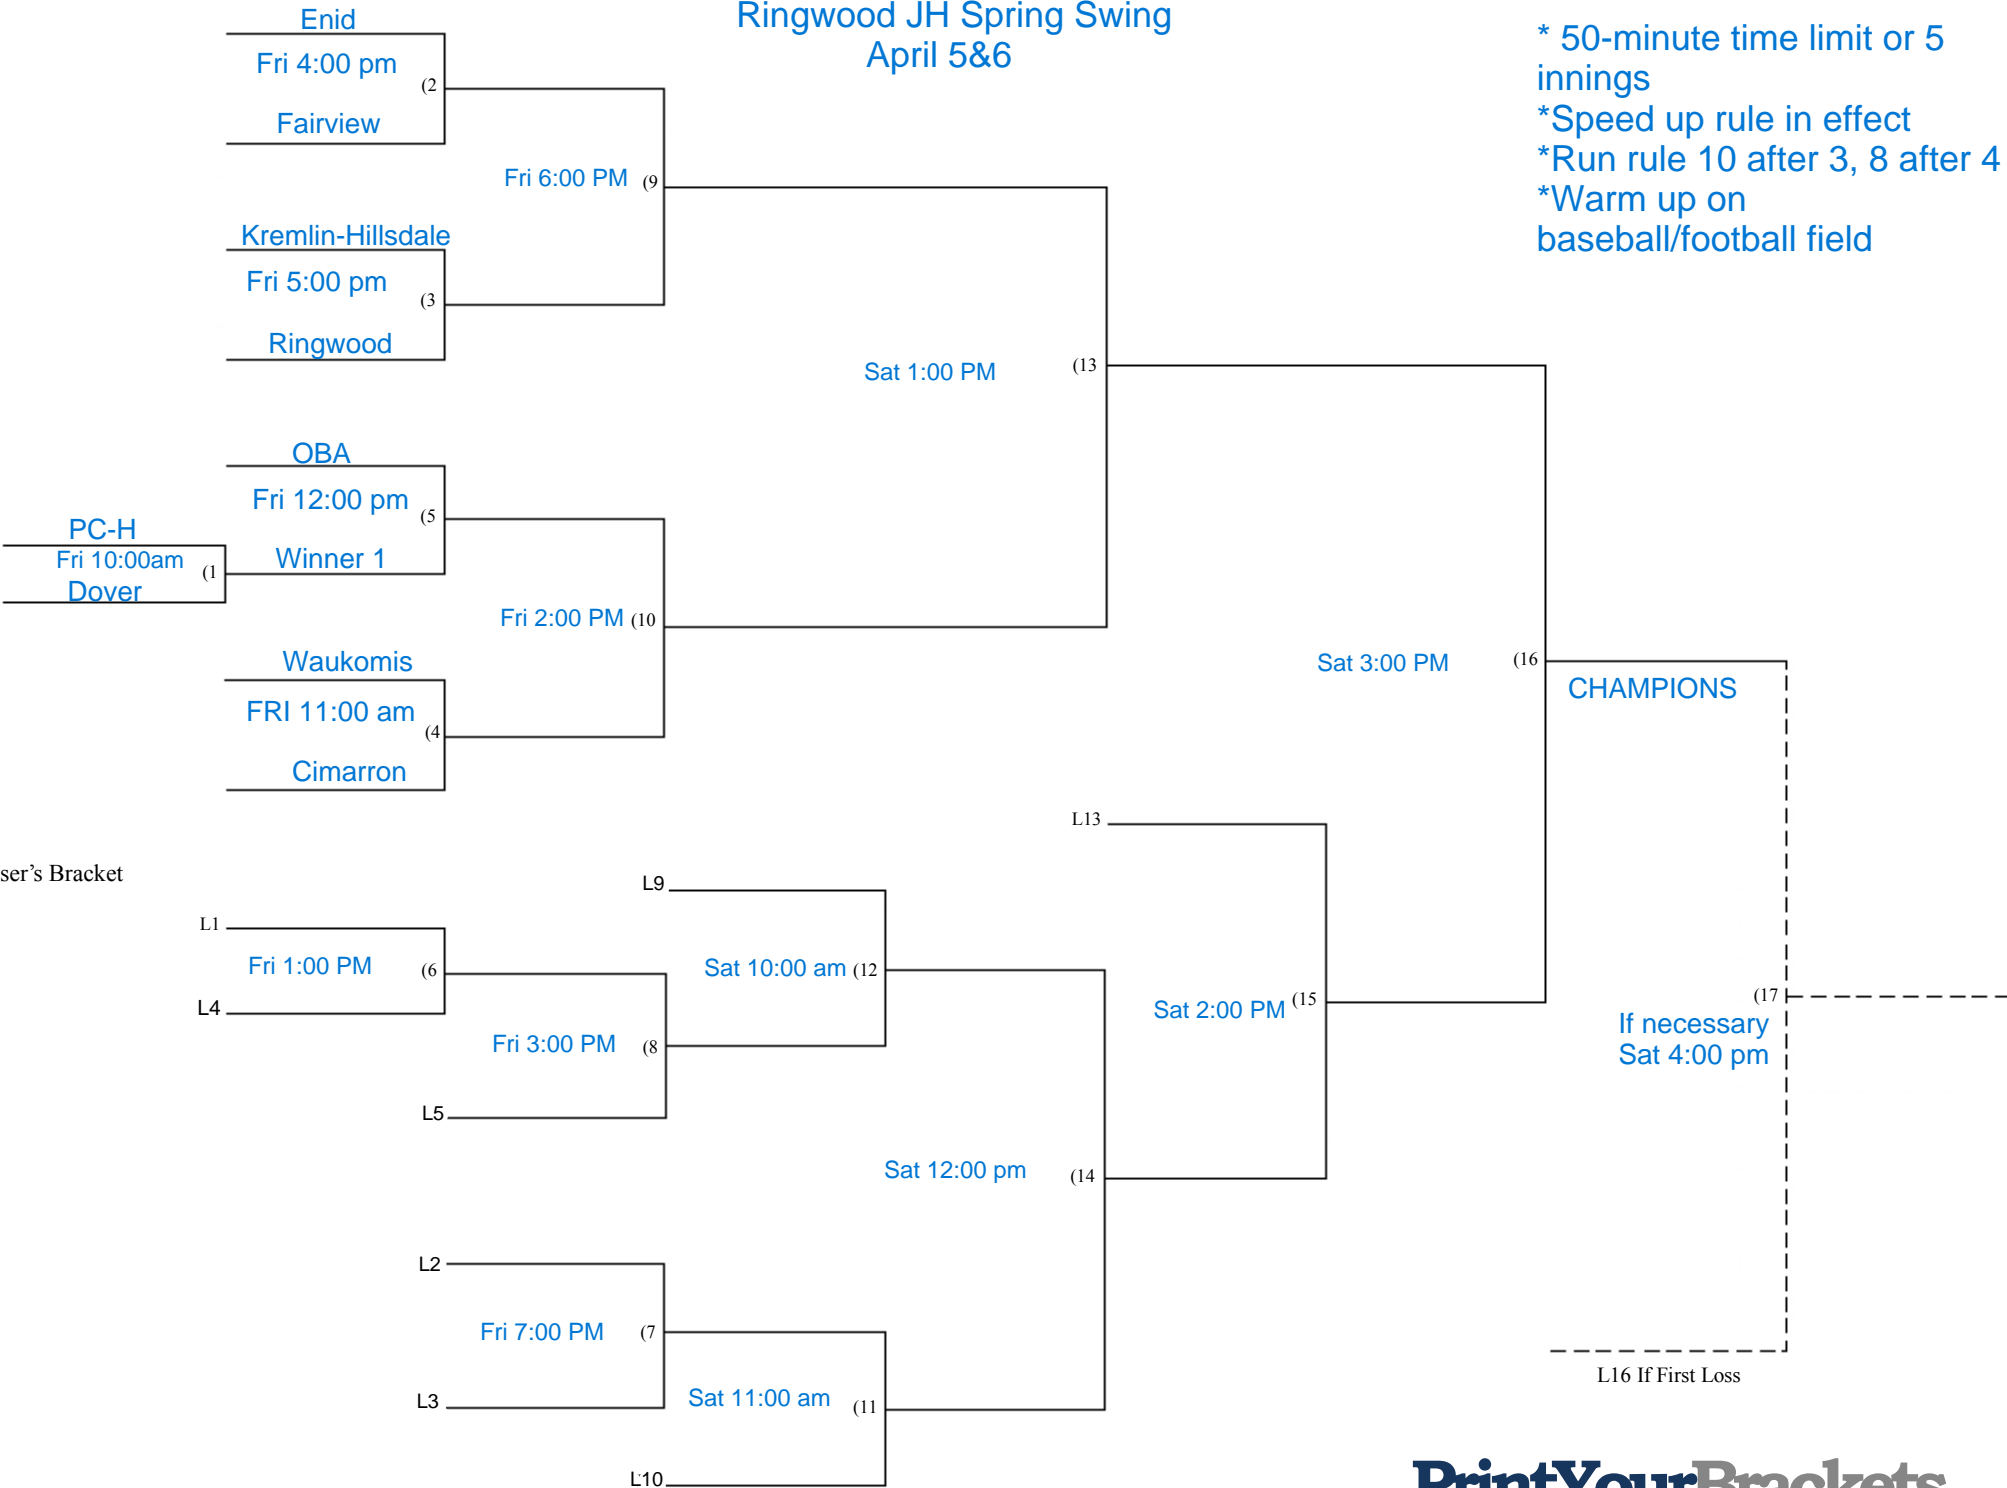 Ringwood JH Spring Swing
April 5&6
* 50-minute time limit or 5
innings
*Speed up rule in effect
*Run rule 10 after 3, 8 after 4
*Warm up on
baseball/football field
Enid
Fri 4:00 pm
(2
Fairview
Fri 6:00 PM (9
Kremlin-Hillsdale
Fri 5:00 pm
(3
Ringwood
Sat 1:00 PM (13
OBA
Fri 12:00 pm
(5
PC-H
Fri 10:00am
(1
Dover
Winner 1
Fri 2:00 PM (10
Waukomis
FRI 11:00 am
(4
Cimarron
Sat 3:00 PM (16
CHAMPIONS
L13
ser's Bracket
L9
L1
Fri 1:00 PM (6
L4
Sat 10:00 am (12
Fri 3:00 PM (8
L5
Sat 2:00 PM (15
(17
If necessary
Sat 4:00 pm
Sat 12:00 pm (14
L2
Fri 7:00 PM (7
L3
Sat 11:00 am (11
L10
L16 If First Loss
PrintYourBrackets